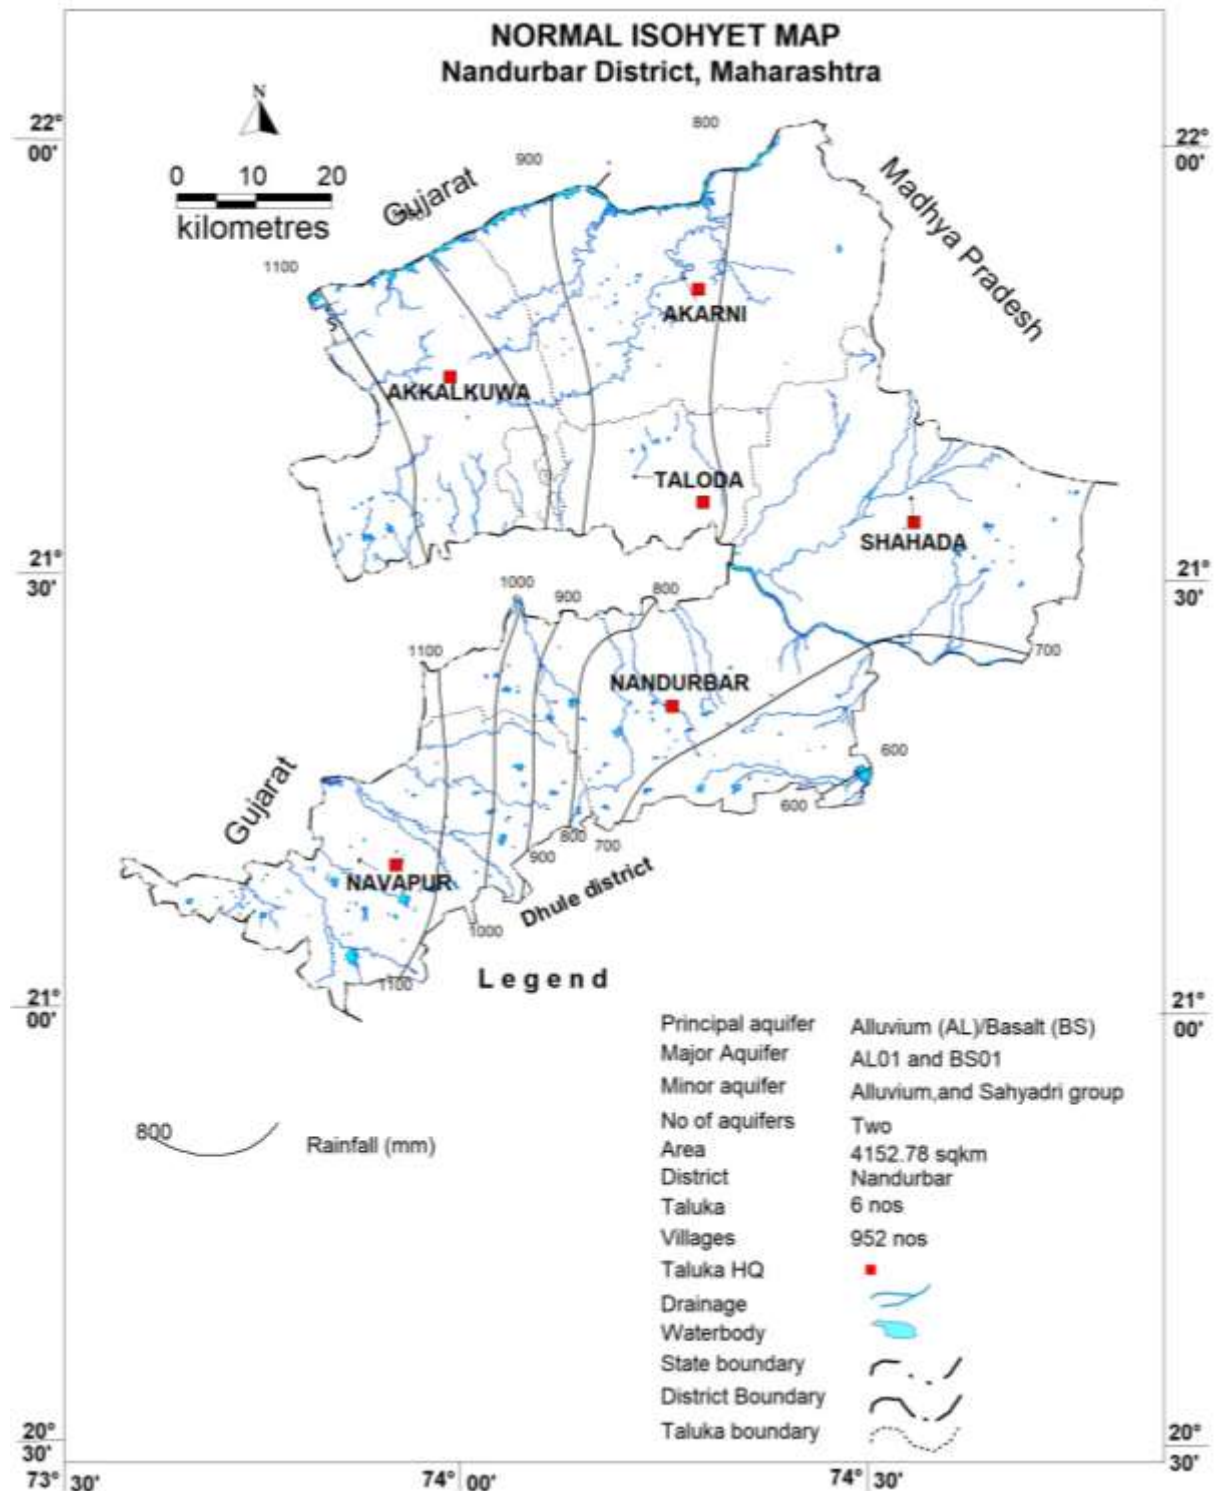 NORMAL ISOHYET MAP
Nandurbar District, Maharashtra
N
22°
00'
22°
00'
0 10 20
kilometres
800
900
Gujarat
Madhya Pradesh
1100
AKARNI
AKKALKUWA
TALODA
SHAHADA
21°
30'
21°
30'
1000
900
800
1100
700
NANDURBAR
600
600
Gujarat
800
700
900
NAVAPUR
Dhule district
1000
1100
Legend
21°
00'
21°
00'
Principal aquifer Alluvium (AL)/Basalt (BS)
Major Aquifer AL01 and BS01
Minor aquifer Alluvium,and Sahyadri group
No of aquifers Two
Area 4152.78 sqkm
District Nandurbar
Taluka 6 nos
Villages 952 nos
Taluka HQ
Drainage
Waterbody
State boundary
District Boundary
Taluka boundary
800 Rainfall (mm)
20°
30'
20°
30'
73° 30'
74° 00'
74° 30'